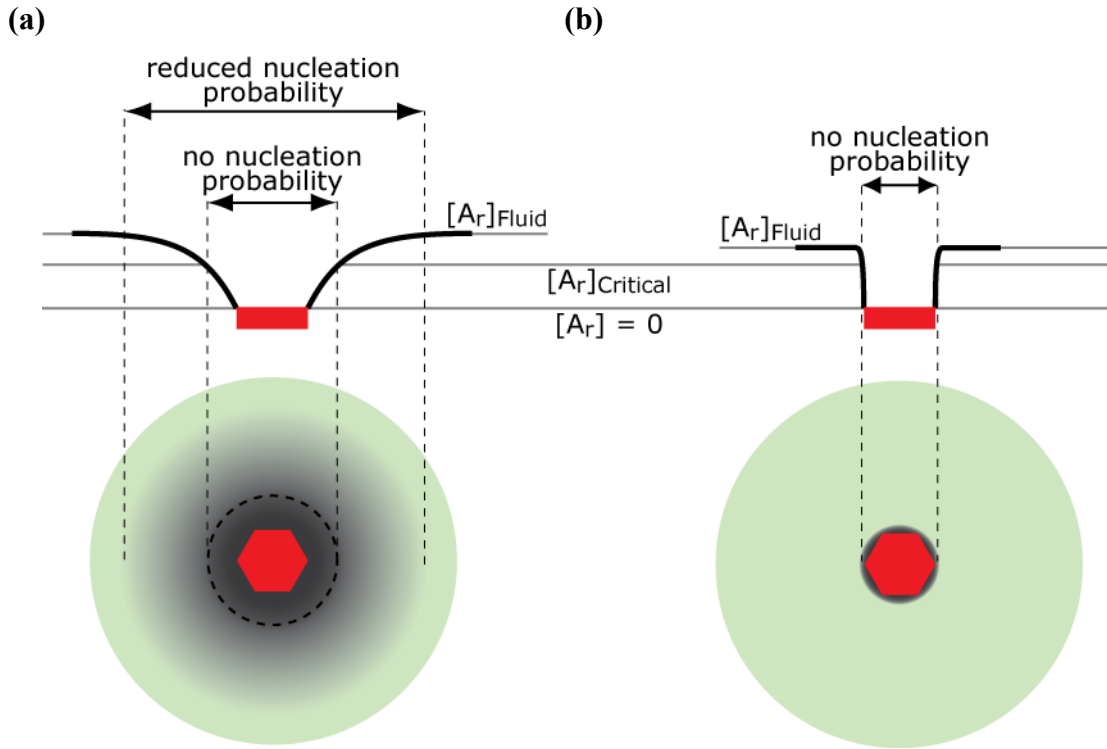 (a)
(b)
reduced nucleation
probability
no nucleation
probability
no nucleation
probability
[Ar]Fluid
[Ar]Fluid
[Ar]Critical
[Ar] = 0